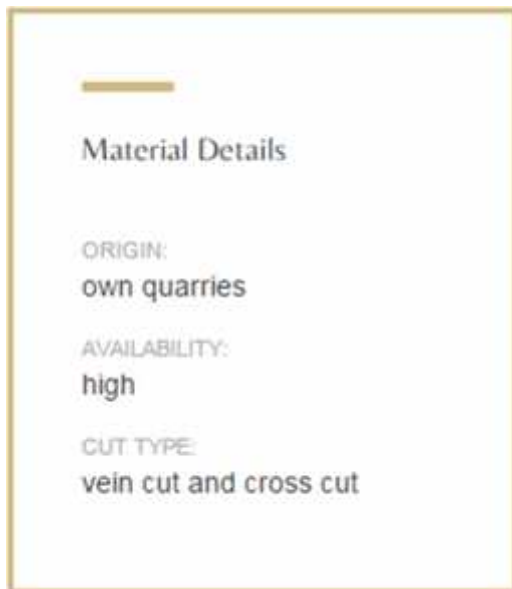 Material Details
ORIGIN:
own quarries
AVAILABILITY:
high
CUT TYPE:
vein cut and cross cut